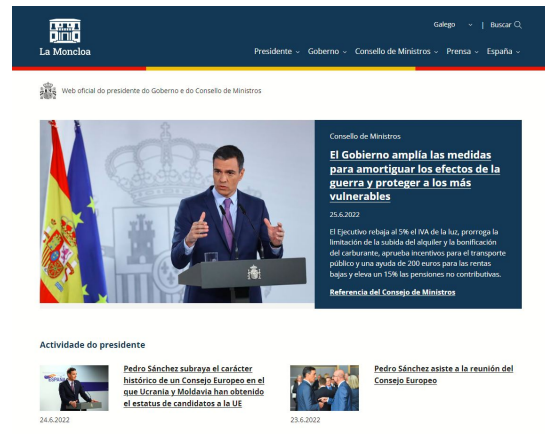 Galego | Buscar
La Moncloa
Presidente Goberno Consello de Ministros Prensa España
Web oficial do presidente do Goberno e do Consello de Ministros
Consello de Ministros
El Gobierno amplía las medidas
para amortiguar los efectos de la
guerra y proteger a los más
vulnerables
25.6.2022
El Ejecutivo rebaja al 5% el IVA de la luz, prorroga la
limitación de la subida del alquiler y la bonificación
del carburante, aprueba incentivos para el transporte
público y una ayuda de 200 euros para las rentas
bajas y eleva un 15% las pensiones no contributivas.
Referencia del Consejo de Ministros
Actividade do presidente
Pedro Sánchez subraya el carácter
histórico de un Consejo Europeo en el
que Ucrania y Moldavia han obtenido
el estatus de candidatos a la UE
24.6.2022
Pedro Sánchez asiste a la reunión del
Consejo Europeo
23.6.2022